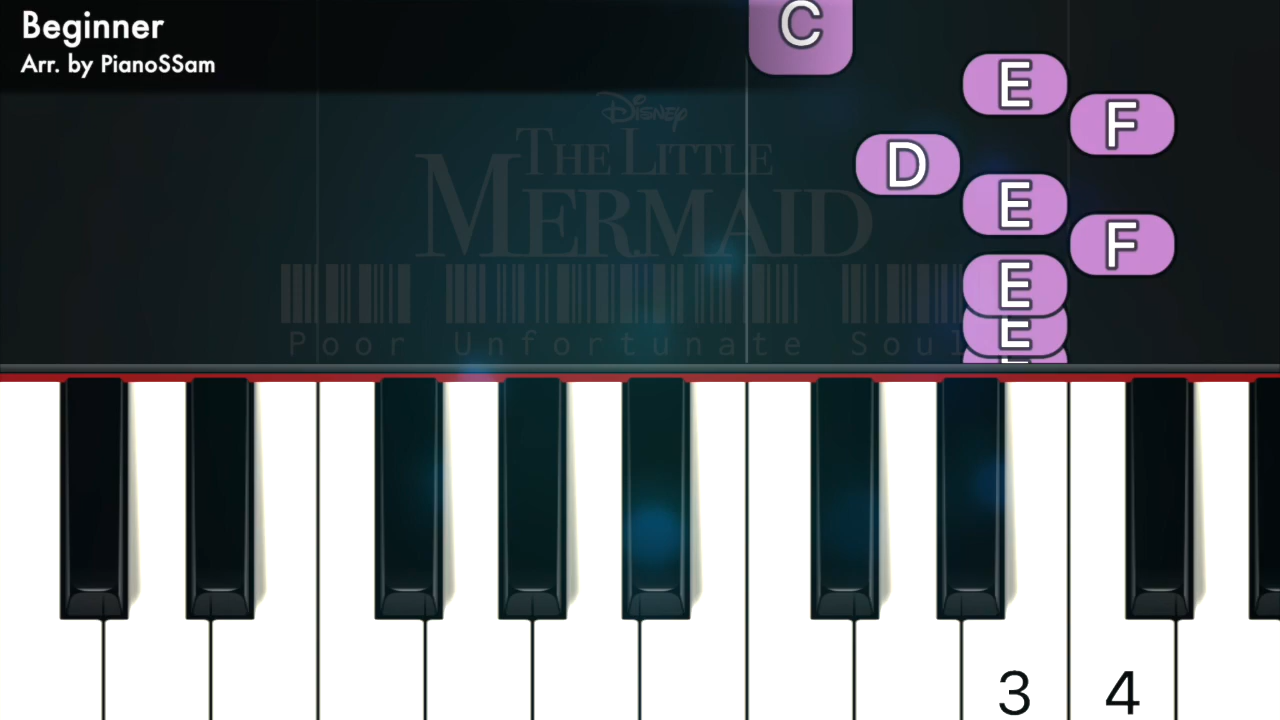 Beginner
Arr. by PianoSSam
C
E
F
D
E
F
E
E
DISNEY
THE LITTLE
MERMAID
Poor Unfortunate Soul
3 4